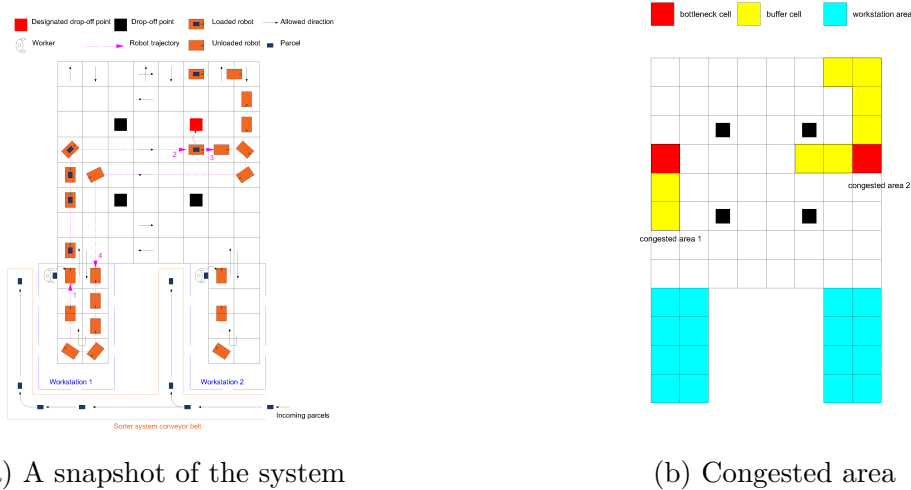 Designated drop-off point
Drop-off point
Loaded robot
Allowed direction
Worker
Robot trajectory
Unloaded robot
Parcel
2
3
4
1
Workstation 1
Workstation 2
Incoming parcels
Sorter system conveyor belt
) A snapshot of the system
bottleneck cell
buffer cell
workstation area
congested area 2
congested area 1
(b) Congested area